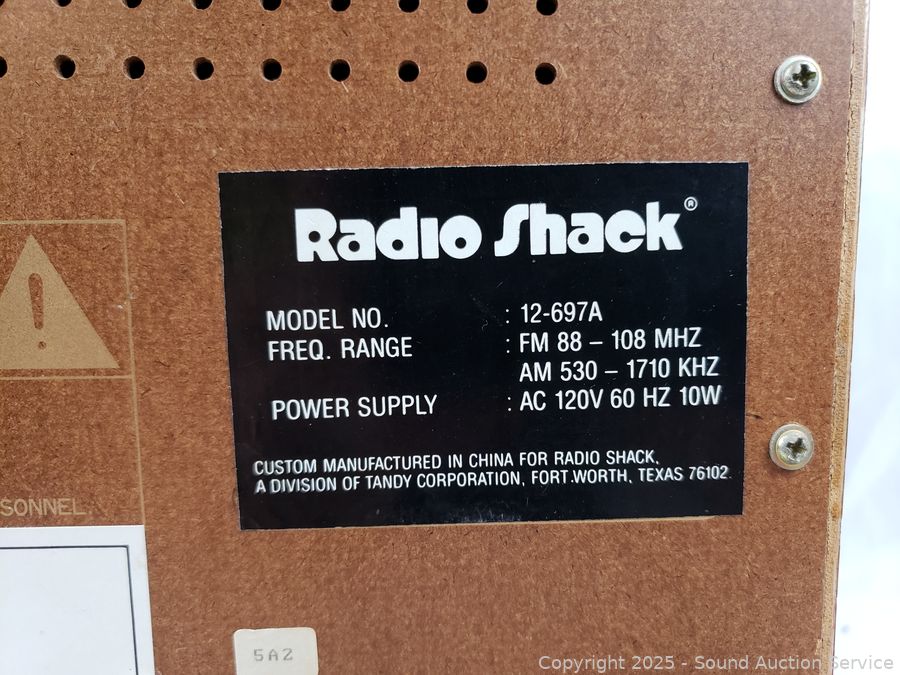 Radio Shack®
MODEL NO. : 12-697A
FREQ. RANGE : FM 88 – 108 MHZ
AM 530 – 1710 KHZ
POWER SUPPLY : AC 120V 60 HZ 10W
CUSTOM MANUFACTURED IN CHINA FOR RADIO SHACK,
A DIVISION OF TANDY CORPORATION, FORT WORTH, TEXAS 76102
SONNEL.
5A2
Copyright 2025 - Sound Auction Service